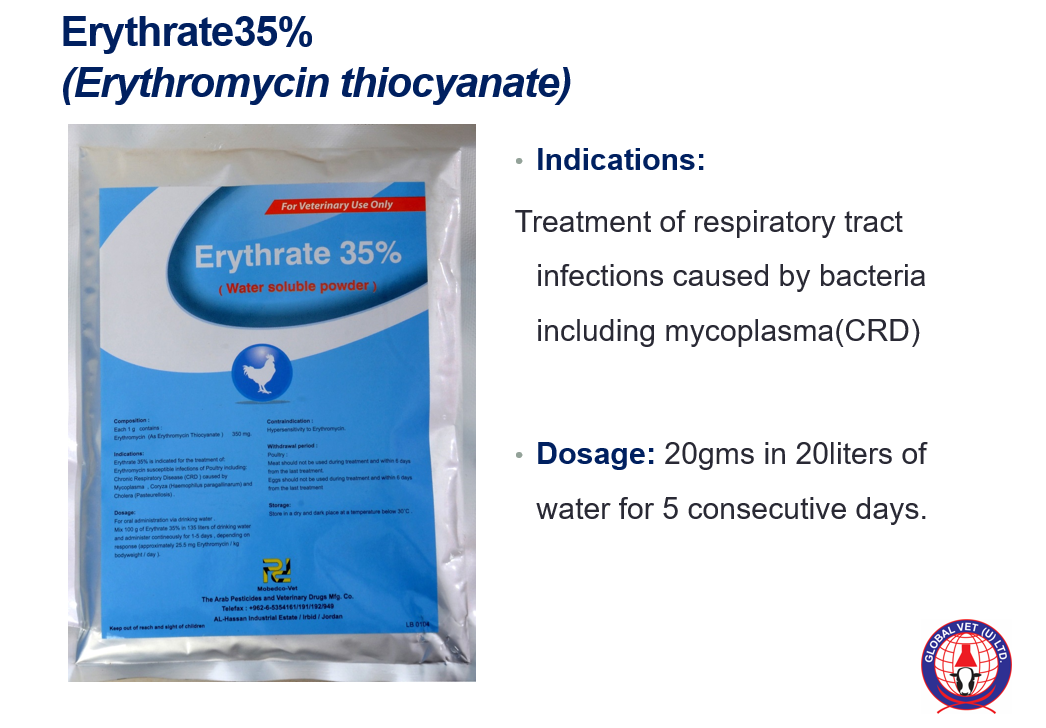 Erythrate35%
(Erythromycin thiocyanate)
For Veterinary Use Only
Erythrate 35%
( Water soluble powder )
Composition :
Each 1 g contains :
Erythromycin (As Erythromycin Thiocyanate ) 350 mg.
Indications:
Erythrate 35% is indicated for the treatment of
Erythromycin susceptible infections of Poultry including:
Chronic Respiratory Disease (CRD ) caused by
Mycoplasma , Coryza (Haemophilus paragallinarum) and
Cholera (Pasteurellosis).
Dosage:
For oral administration via drinking water :
Mix 100 g of Erythrate 35% in 135 liters of drinking water
and administer continuously for 1-5 days , depending on
response (approximately 25.5 mg Erythromycin / kg
bodyweight / day ).
Contraindication :
Hypersensitivity to Erythromycin.
Withdrawal period :
Poultry :
Meat should not be used during treatment and within 6 days
from the last treatment
Eggs should not be used during treatment and within 6 days
from the last treatment
Storage:
Store in a dry and dark place at a temperature below 30°C .
Mobedco-Vet
The Arab Pesticides and Veterinary Drugs Mfg. Co.
Telefax : +962-6-5354161/191/192/949
AL-Hassan Industrial Estate / Irbid / Jordan
Keep out of reach and sight of children
LB 0104
• Indications:
Treatment of respiratory tract
infections caused by bacteria
including mycoplasma(CRD)
• Dosage: 20gms in 20liters of
water for 5 consecutive days.
GLOBAL VET (U) LTD.